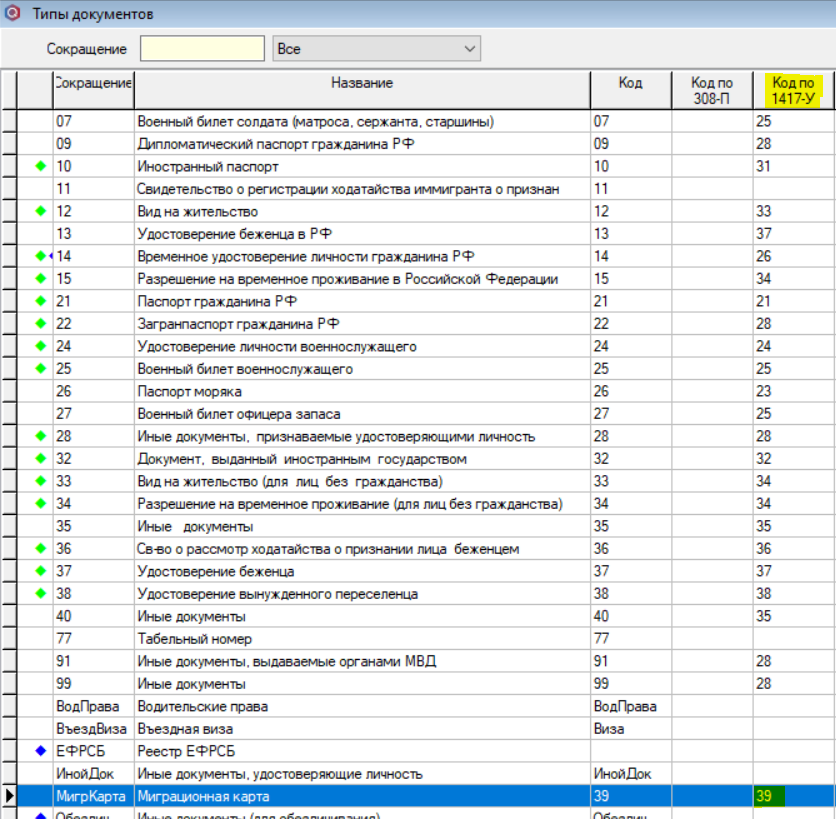 Типы документов
Сокращение Все
Сокращение Название Код Код по 308-П Код по 1417-У
07 Военный билет солдата (матроса, сержанта, старшины) 07 25
09 Дипломатический паспорт гражданина РФ 09 28
10 Иностранный паспорт 10 31
11 Свидетельство о регистрации ходатайства иммигранта о признан 11
12 Вид на жительство 12 33
13 Удостоверение беженца в РФ 13 37
14 Временное удостоверение личности гражданина РФ 14 26
15 Разрешение на временное проживание в Российской Федерации 15 34
21 Паспорт гражданина РФ 21 21
22 Загранпаспорт гражданина РФ 22 28
24 Удостоверение личности военнослужащего 24 24
25 Военный билет военнослужащего 25 25
26 Паспорт моряка 26 23
27 Военный билет офицера запаса 27 25
28 Иные документы, признаваемые удостоверяющими личность 28 28
32 Документ, выданный иностранным государством 32 32
33 Вид на жительство (для лиц без гражданства) 33 34
34 Разрешение на временное проживание (для лиц без гражданства) 34 34
35 Иные документы 35 35
36 Св-во о рассмотр ходатайства о признании лица беженцем 36 36
37 Удостоверение беженца 37 37
38 Удостоверение вынужденного переселенца 38 38
40 Иные документы 40 35
77 Табельный номер 77
91 Иные документы, выдаваемые органами МВД 91 28
99 Иные документы 99 28
ВодПрава Водительские права ВодПрава
ВъездВиза Въездная виза Виза
ЕФРСБ Реестр ЕФРСБ
ИнойДок Иные документы, удостоверяющие личность ИнойДок
МигрКарта Миграционная карта 39 39
Обезлич Иные документы (для обезличивания) Обезлич